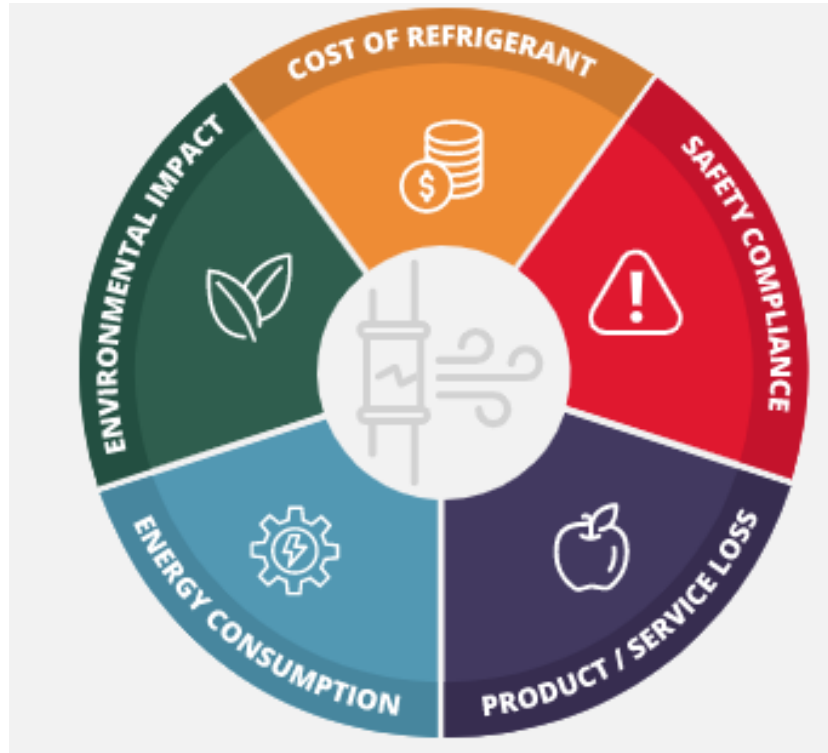 COST OF REFRIGERANT
SAFETY COMPLIANCE
PRODUCT / SERVICE LOSS
ENERGY CONSUMPTION
ENVIRONMENTAL IMPACT
$
!